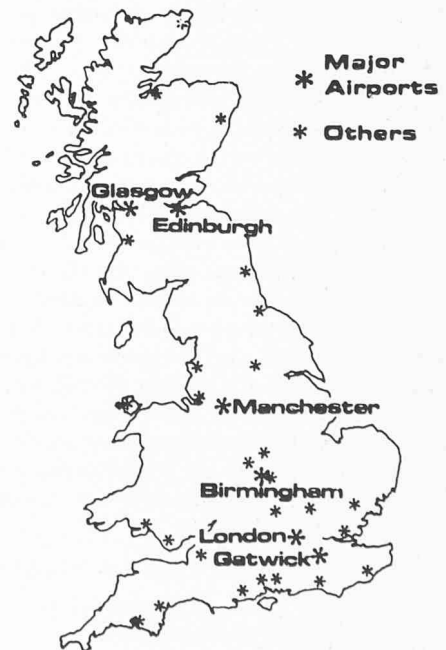 * Major
Airports
* Others
Glasgow
Edinburgh
Manchester
Birmingham
London
Gatwick